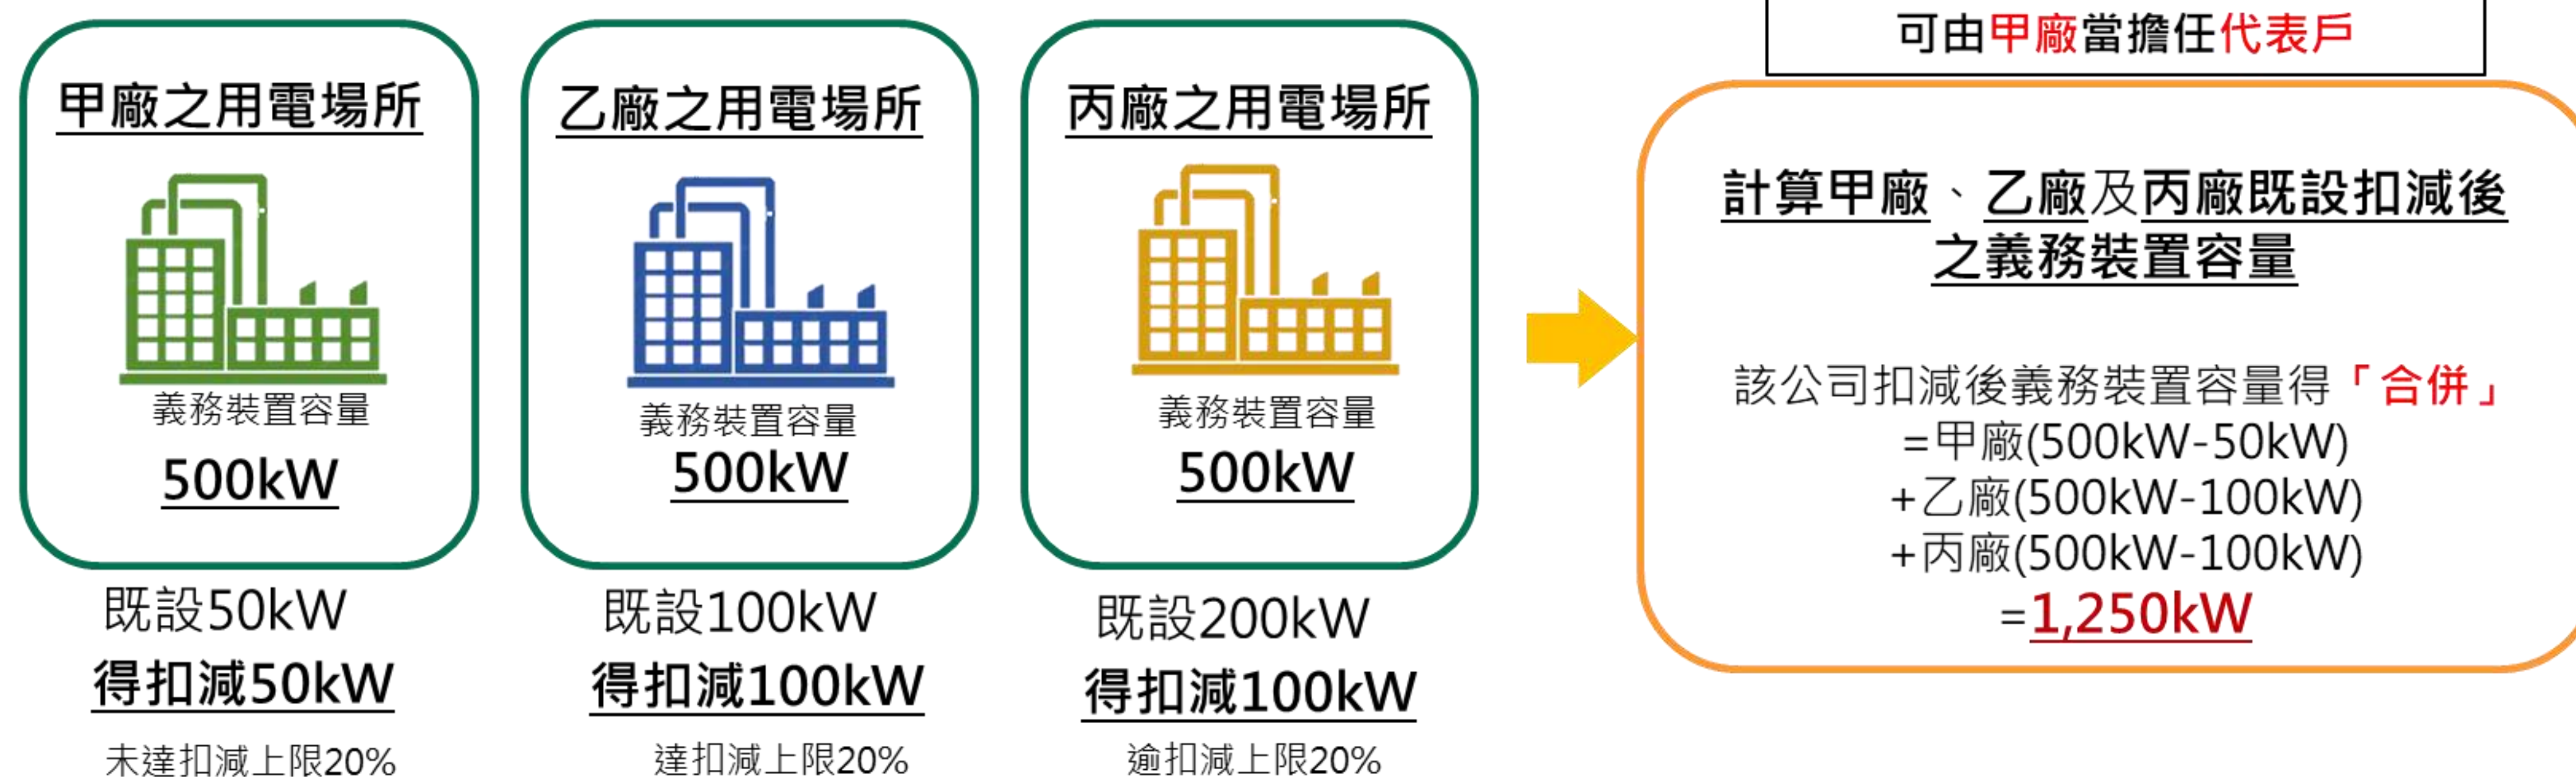 甲廠之用電場所
義務裝置容量
500kW
既設50kW
得扣減50kW
未達扣減上限20%
乙廠之用電場所
義務裝置容量
500kW
既設100kW
得扣減100kW
達扣減上限20%
丙廠之用電場所
義務裝置容量
500kW
既設200kW
得扣減100kW
逾扣減上限20%
可由甲廠當擔任代表戶
計算甲廠、乙廠及丙廠既設扣減後
之義務裝置容量
該公司扣減後義務裝置容量得「合併」
=甲廠(500kW-50kW)
+乙廠(500kW-100kW)
+丙廠(500kW-100kW)
=1,250kW